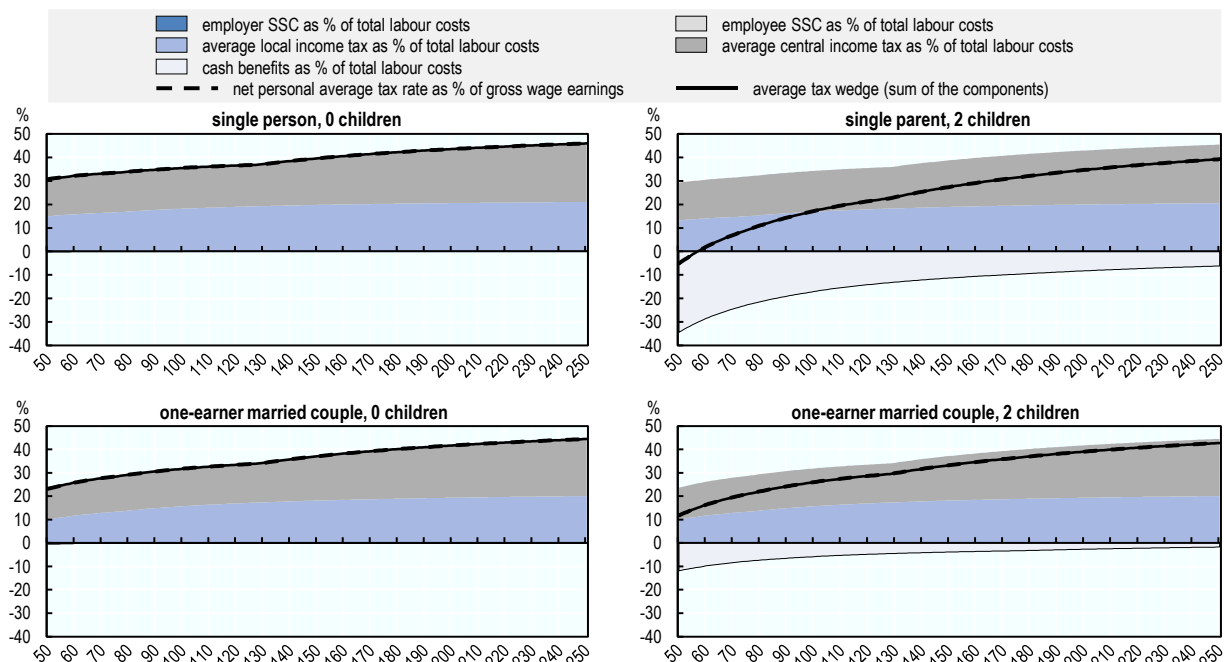 employer SSC as % of total labour costs
employee SSC as % of total labour costs
average local income tax as % of total labour costs
average central income tax as % of total labour costs
cash benefits as % of total labour costs
net personal average tax rate as % of gross wage earnings
average tax wedge (sum of the components)
%
single person, 0 children
50
40
30
20
10
0
-10
-20
-30
-40
50 60 70 80 90 100 110 120 130 140 150 160 170 180 190 200 210 220 230 240 250
%
single parent, 2 children
50
40
30
20
10
0
-10
-20
-30
-40
50 60 70 80 90 100 110 120 130 140 150 160 170 180 190 200 210 220 230 240 250
%
one-earner married couple, 0 children
50
40
30
20
10
0
-10
-20
-30
-40
50 60 70 80 90 100 110 120 130 140 150 160 170 180 190 200 210 220 230 240 250
%
one-earner married couple, 2 children
50
40
30
20
10
0
-10
-20
-30
-40
50 60 70 80 90 100 110 120 130 140 150 160 170 180 190 200 210 220 230 240 250